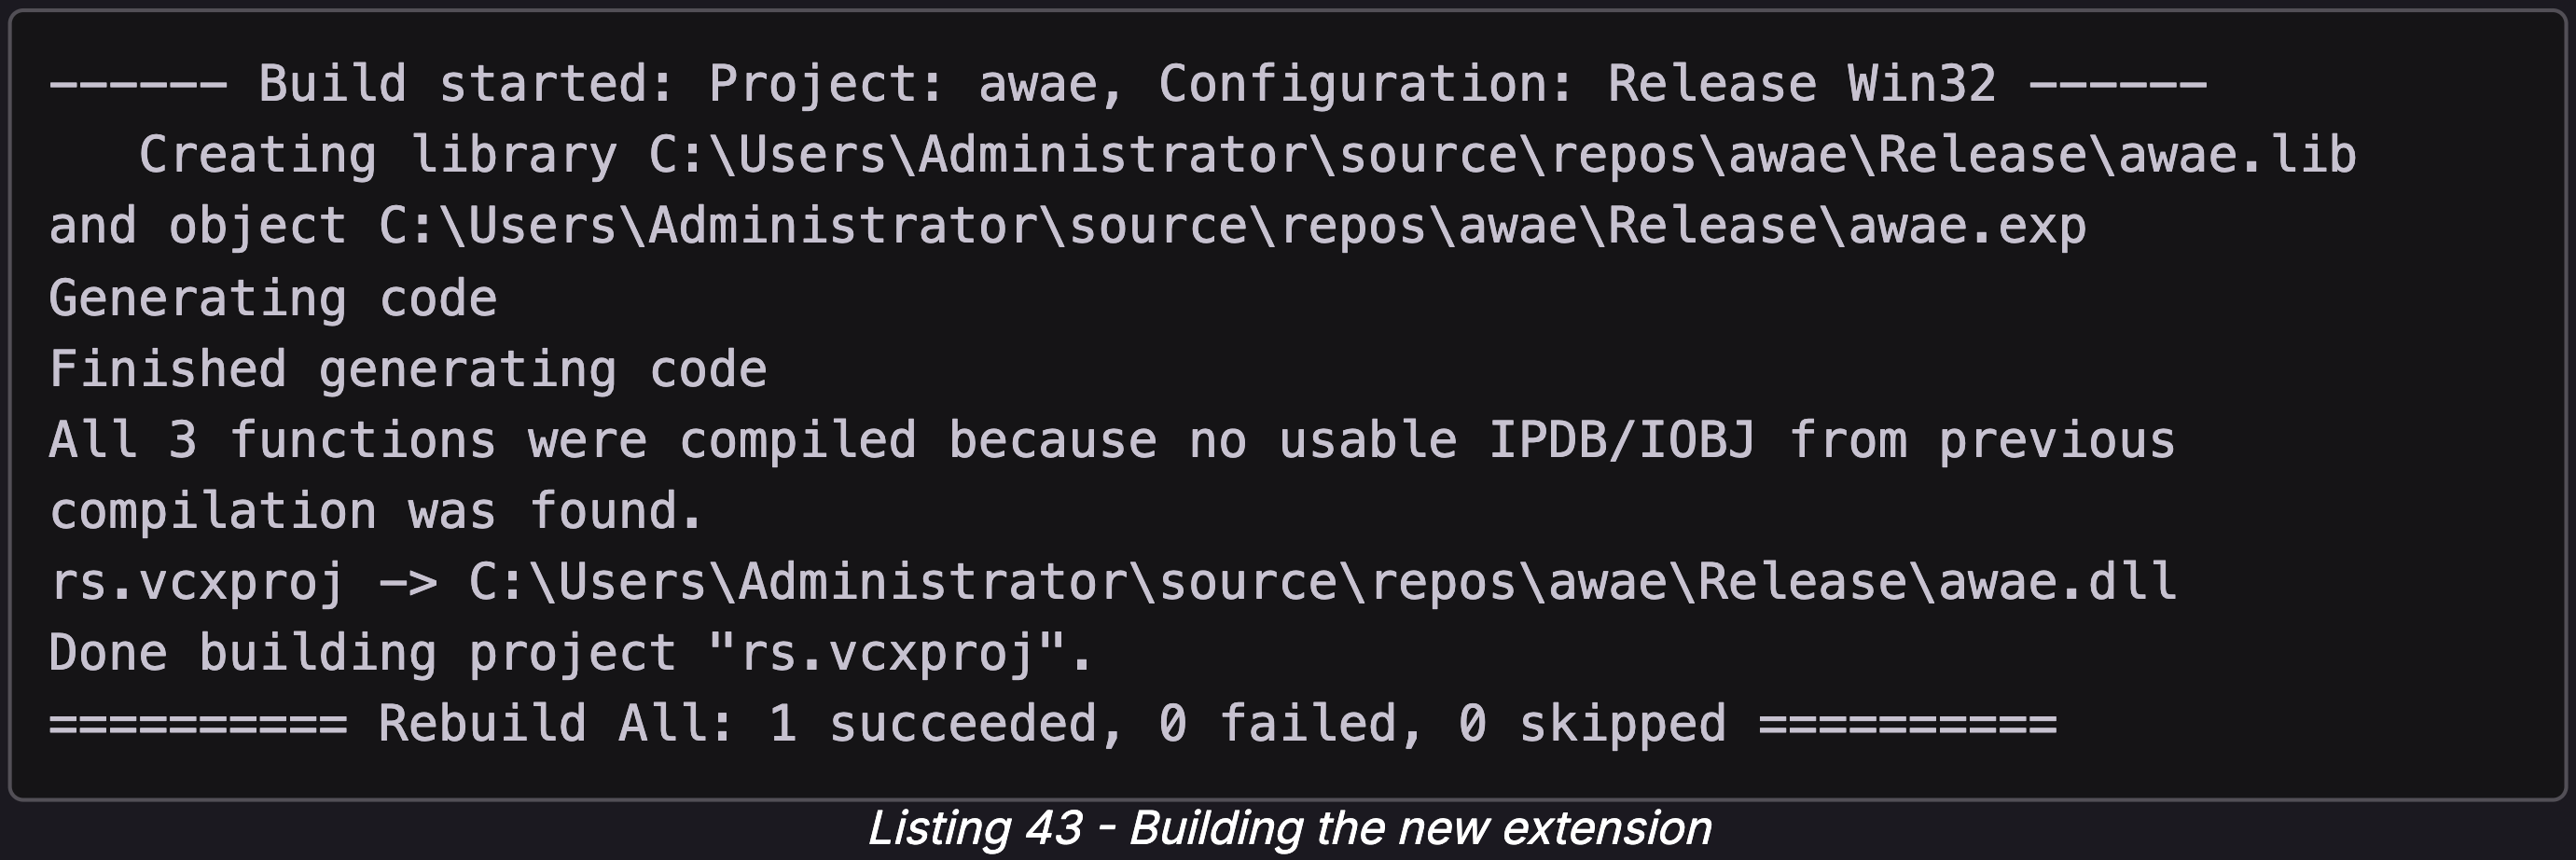 ------ Build started: Project: awae, Configuration: Release Win32 ------
   Creating library C:\Users\Administrator\source\repos\awae\Release\awae.lib
and object C:\Users\Administrator\source\repos\awae\Release\awae.exp
Generating code
Finished generating code
All 3 functions were compiled because no usable IPDB/IOBJ from previous
compilation was found.
rs.vcxproj -> C:\Users\Administrator\source\repos\awae\Release\awae.dll
Done building project "rs.vcxproj".
========== Rebuild All: 1 succeeded, 0 failed, 0 skipped ==========
Listing 43 - Building the new extension